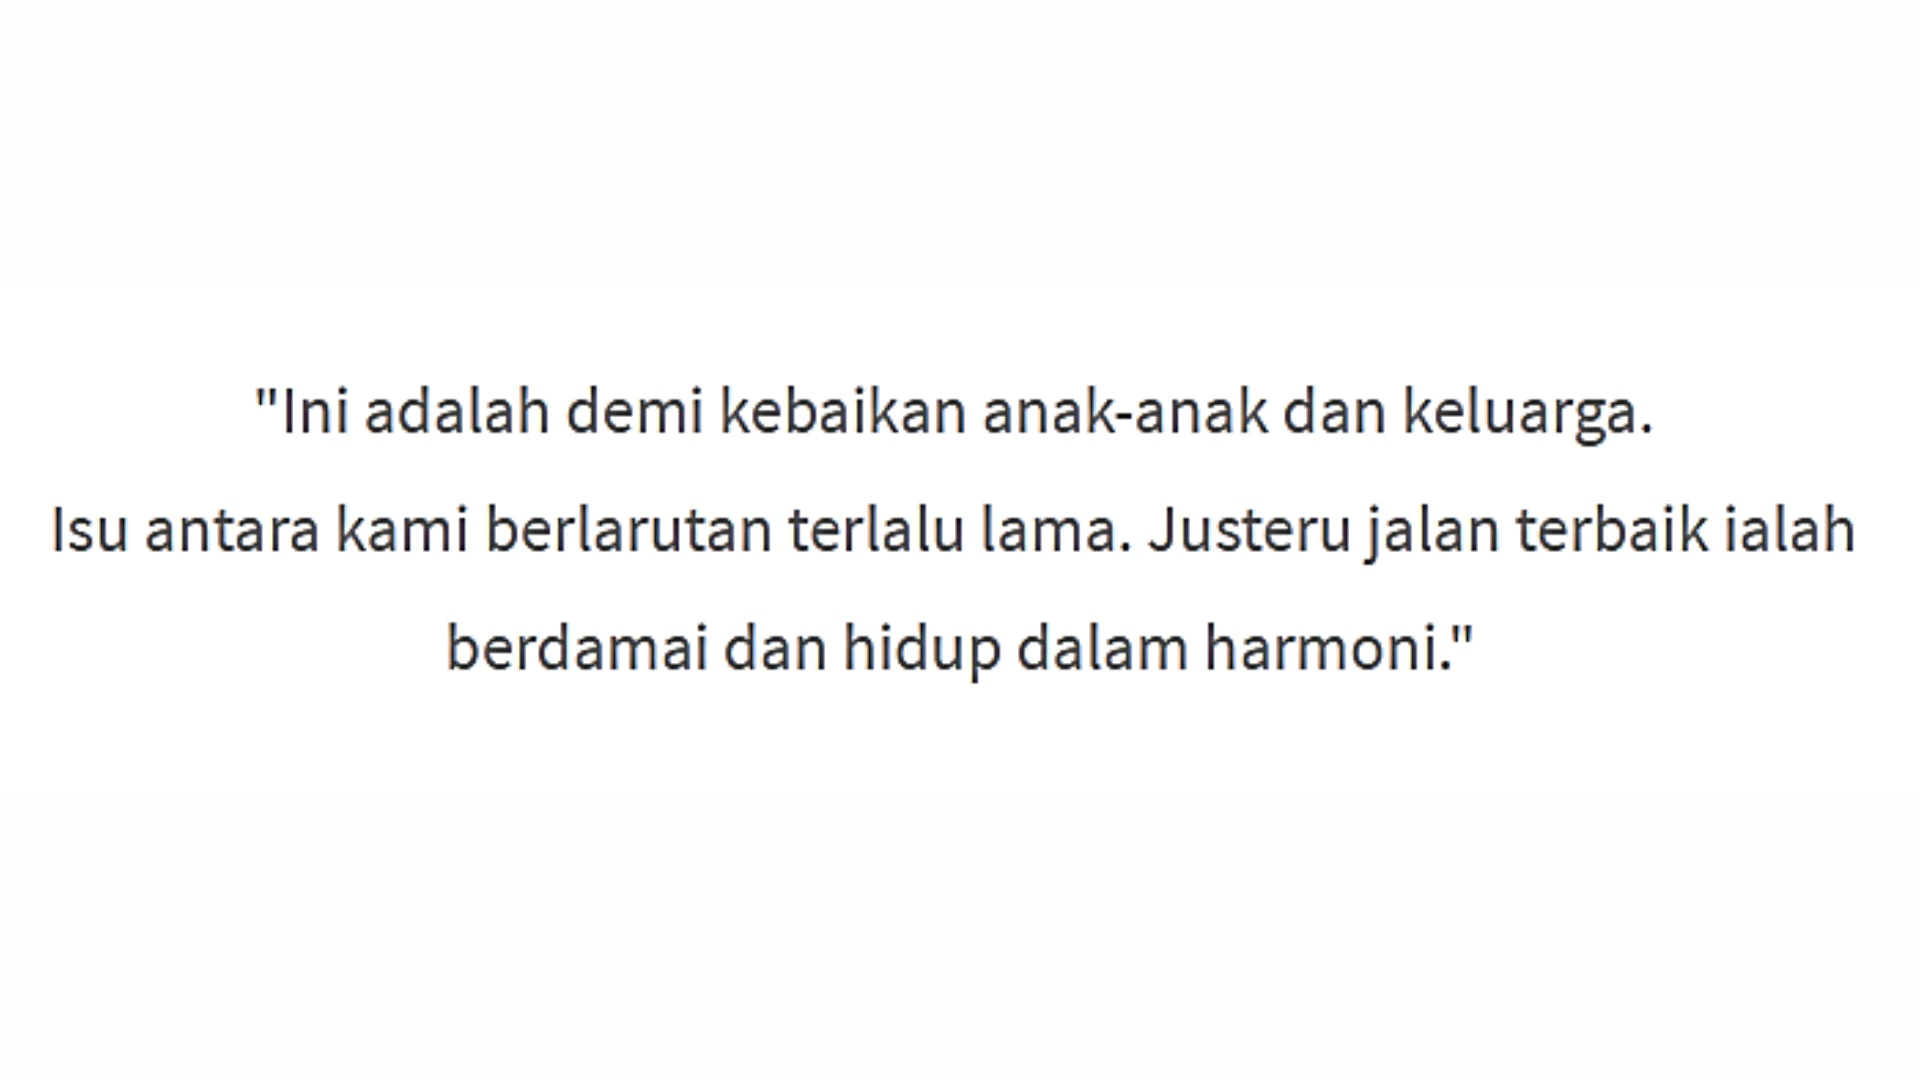 "Ini adalah demi kebaikan anak-anak dan keluarga.
Isu antara kami berlarutan terlalu lama. Justeru jalan terbaik ialah
berdamai dan hidup dalam harmoni."